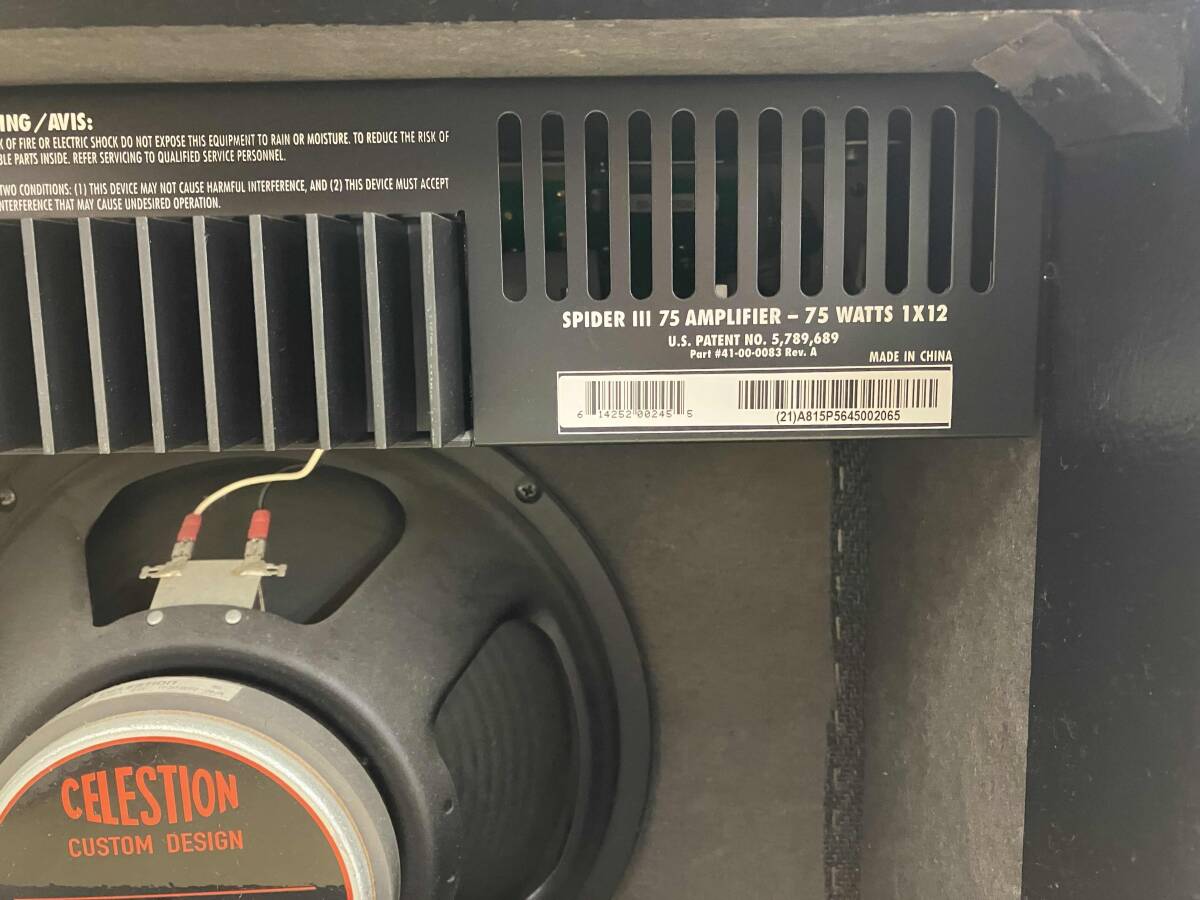 ING/AVIS:
K OF FIRE OR ELECTRIC SHOCK DO NOT EXPOSE THIS EQUIPMENT TO RAIN OR MOISTURE. TO REDUCE THE RISK OF
BLE PARTS INSIDE. REFER SERVICING TO QUALIFIED SERVICE PERSONNEL.
TWO CONDITIONS: (1) THIS DEVICE MAY NOT CAUSE HARMFUL INTERFERENCE, AND (2) THIS DEVICE MUST ACCEPT
NTERFERENCE THAT MAY CAUSE UNDESIRED OPERATION.
SPIDER III 75 AMPLIFIER – 75 WATTS 1X12
U.S. PATENT NO. 5,789,689
Part #41-00-0083 Rev. A
MADE IN CHINA
6 14252 00245 5
(21)A815P5645002065
CELESTION
CUSTOM DESIGN